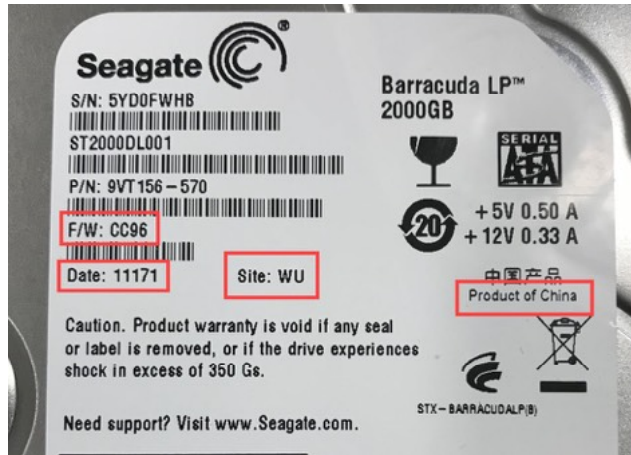 Seagate ®
S/N: 5YD0FWHB
ST2000DL001
P/N: 9VT156-570
F/W: CC96
Date: 11171 Site: WU
Caution. Product warranty is void if any seal
or label is removed, or if the drive experiences
shock in excess of 350 Gs.
Need support? Visit www.Seagate.com.
Barracuda LP™
2000GB
SERIAL
ATA
20
+5V 0.50 A
+12V 0.33 A
中国产品
Product of China
STX-BARRACUDALP(B)